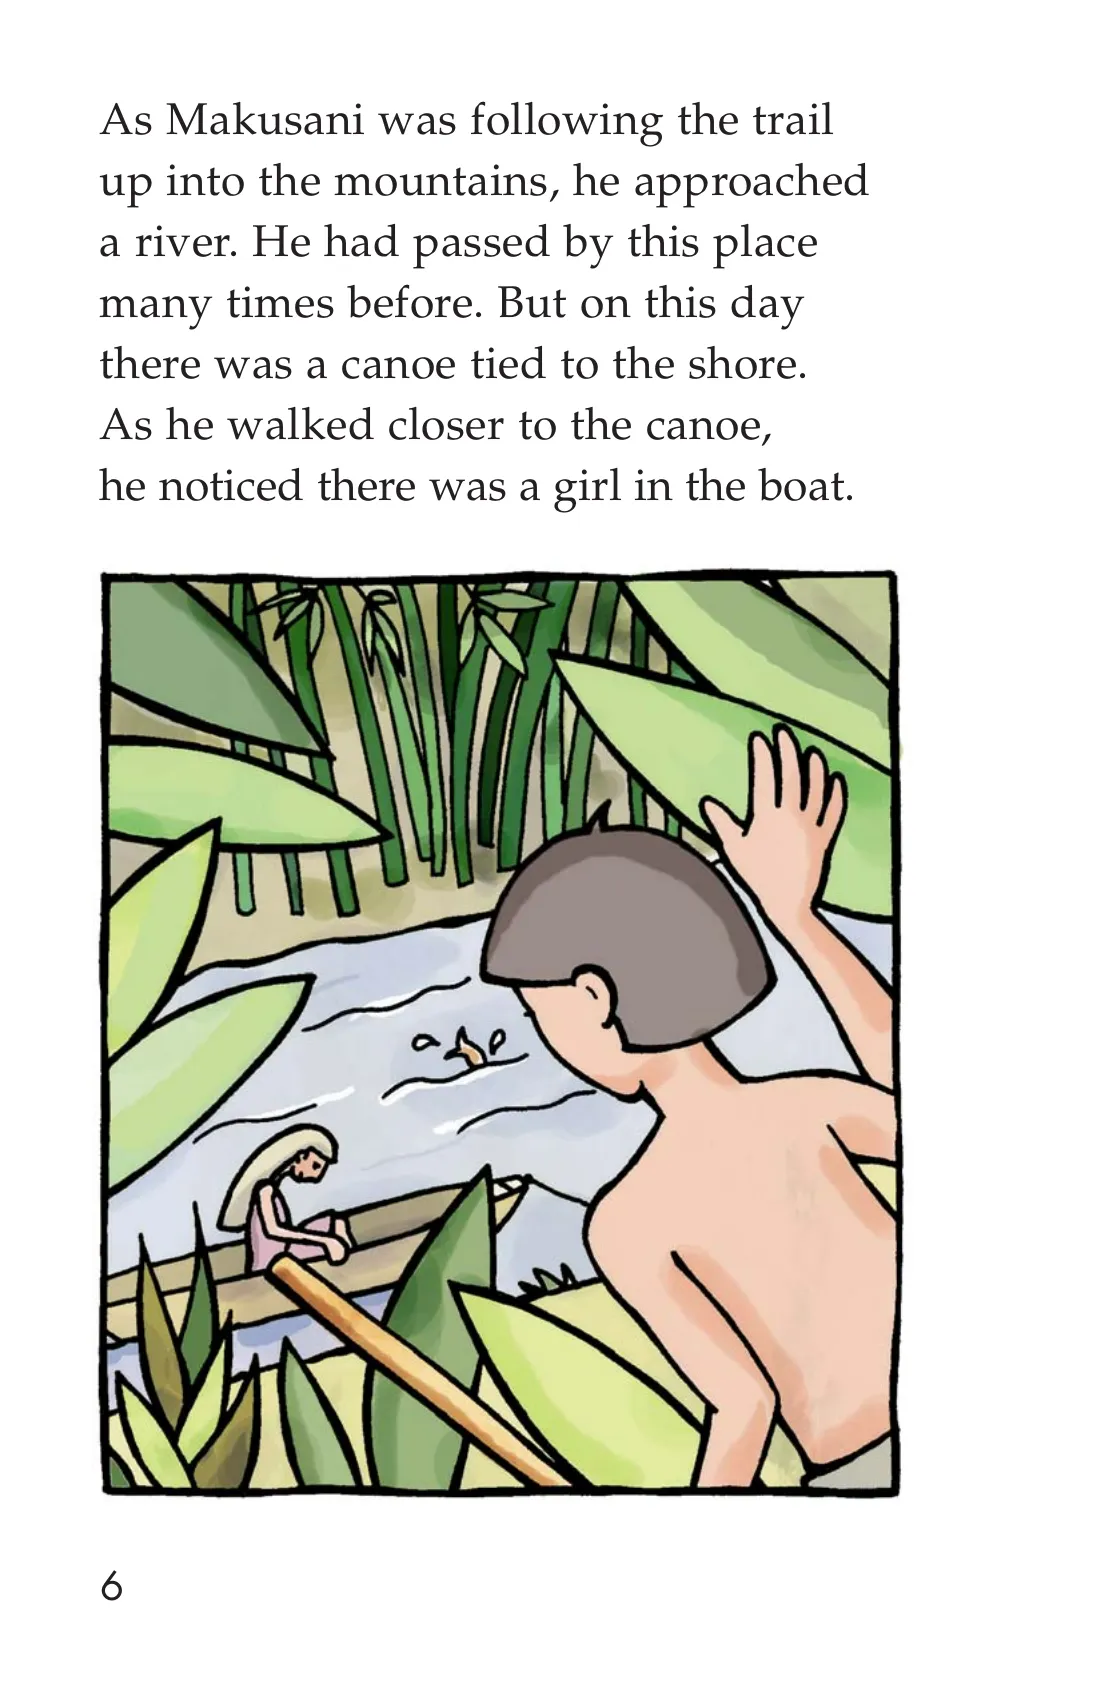 As Makusani was following the trail
up into the mountains, he approached
a river. He had passed by this place
many times before. But on this day
there was a canoe tied to the shore.
As he walked closer to the canoe,
he noticed there was a girl in the boat.
6